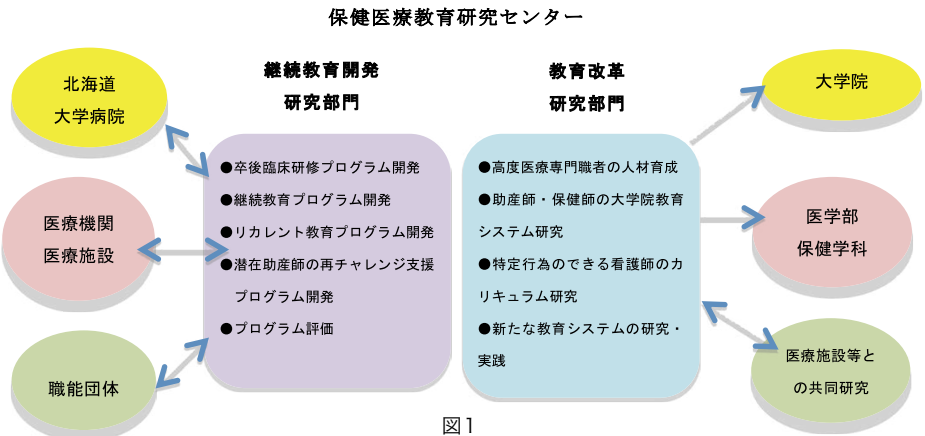 保健医療教育研究センター
継続教育開発
研究部門
教育改革
研究部門
北海道
大学病院
医療機関
医療施設
職能団体
●卒後臨床研修プログラム開発
●継続教育プログラム開発
●リカレント教育プログラム開発
●潜在助産師の再チャレンジ支援
プログラム開発
●プログラム評価
●高度医療専門職者の人材育成
●助産師・保健師の大学院教育
システム研究
●特定行為のできる看護師のカ
リキュラム研究
●新たな教育システムの研究・
実践
大学院
医学部
保健学科
医療施設等と
の共同研究
図1